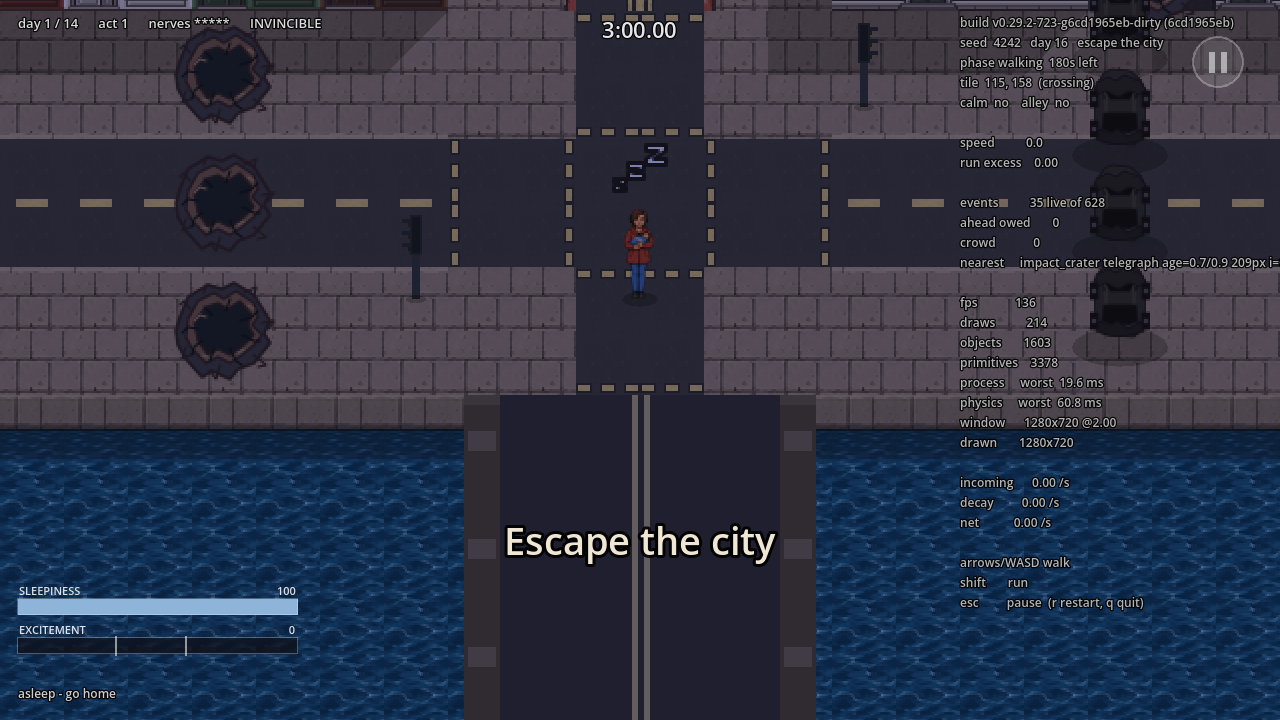 day 1 / 14 act 1 nerves ***** INVINCIBLE
3:00.00
build v0.29.2-723-g6cd1965eb-dirty (6cd1965eb)
seed 4242 day 16 escape the city
phase walking 180s left
tile 115, 158 (crossing)
calm no alley no
speed 0.0
run excess 0.00
events 35 live of 628
ahead owed 0
crowd 0
nearest impact_crater telegraph age=0.7/0.9 209px i=
fps 136
draws 214
objects 1603
primitives 3378
process worst 19.6 ms
physics worst 60.8 ms
window 1280x720 @2.00
drawn 1280x720
incoming 0.00 /s
decay 0.00 /s
net 0.00 /s
arrows/WASD walk
shift run
esc pause (r restart, q quit)
z z Z
Escape the city
SLEEPINESS 100
EXCITEMENT 0
asleep - go home